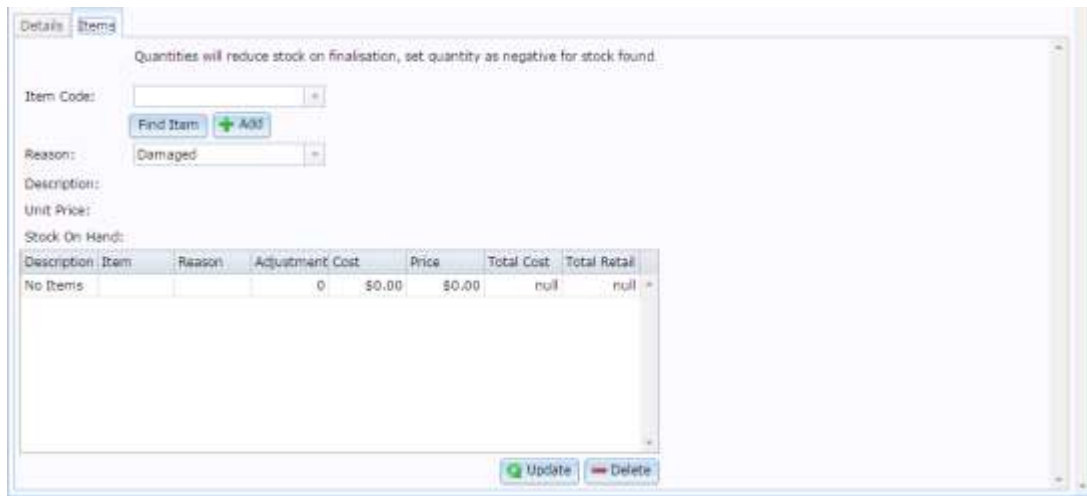 Details Items
Quantities will reduce stock on finalisation, set quantity as negative for stock found
Item Code:
Find Item Add
Reason: Damaged
Description:
Unit Price:
Stock On Hand:
Description Item Reason Adjustment Cost Price Total Cost Total Retail
No Items 0 $0.00 $0.00 null null
Update Delete